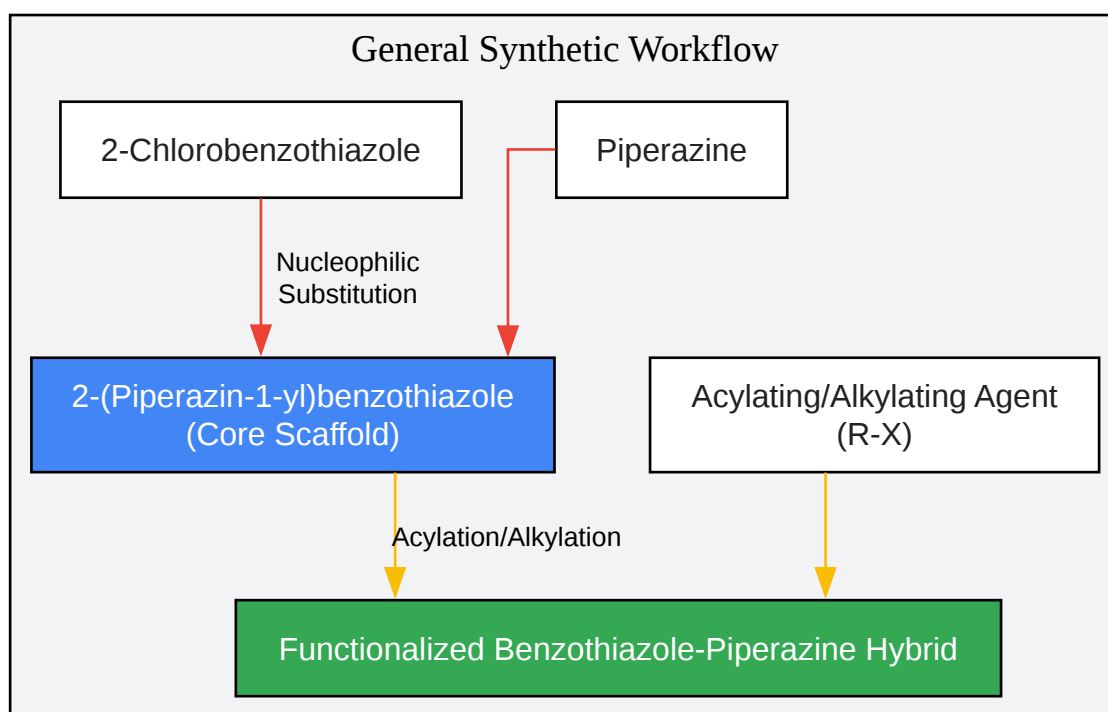 General Synthetic Workflow
2-Chlorobenzothiazole
Piperazine
Nucleophilic
Substitution
2-(Piperazin-1-yl)benzothiazole
(Core Scaffold)
Acylating/Alkylating Agent
(R-X)
Acylation/Alkylation
Functionalized Benzothiazole-Piperazine Hybrid